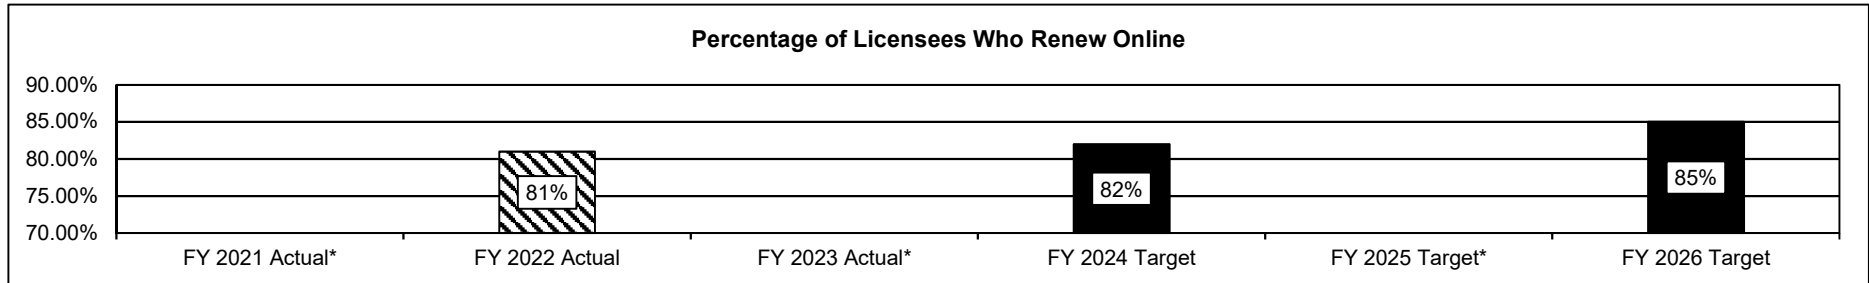 Percentage of Licensees Who Renew Online
90.00%
85.00%
80.00%
75.00%
70.00%
81%
82%
85%
FY 2021 Actual*
FY 2022 Actual
FY 2023 Actual*
FY 2024 Target
FY 2025 Target*
FY 2026 Target